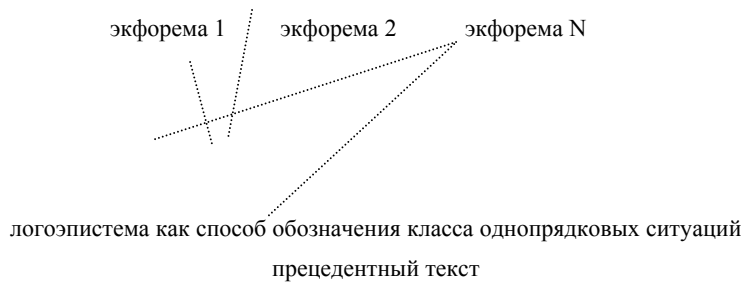 экфорема 1 экфорема 2 экфорема N
логоэпистема как способ обозначения класса однопрядковых ситуаций
прецедентный текст